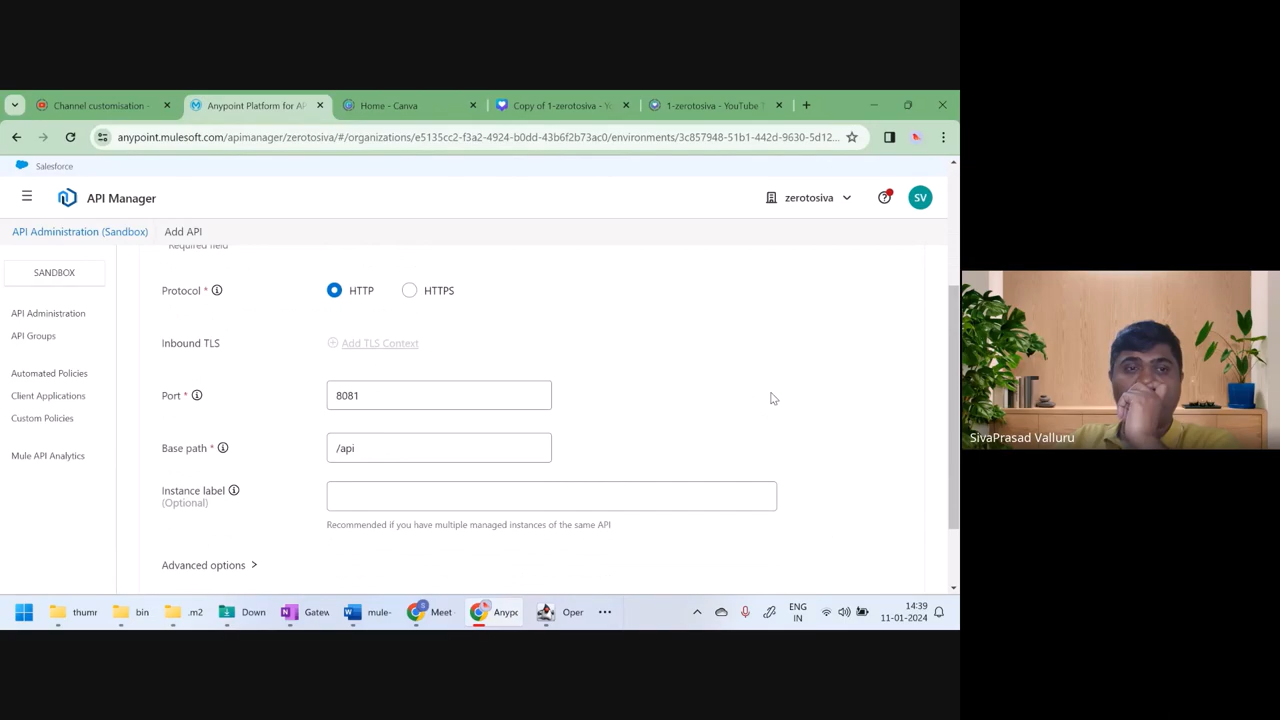 Channel customisation -
Anypoint Platform for AP
Home - Canva
Copy of 1-zerotosiva - Yo
1-zerotosiva - YouTube T
anypoint.mulesoft.com/apimanager/zerotosiva/#/organizations/e5135cc2-f3a2-4924-b0dd-43b6f2b73ac0/environments/3c857948-51b1-442d-9630-5d12...
Salesforce
API Manager
zerotosiva
SV
API Administration (Sandbox)
Add API
Required field
SANDBOX
API Administration
API Groups
Automated Policies
Client Applications
Custom Policies
Mule API Analytics
Protocol *
HTTP
HTTPS
Inbound TLS
Add TLS Context
Port *
8081
Base path *
/api
Instance label
(Optional)
Recommended if you have multiple managed instances of the same API
Advanced options >
SivaPrasad Valluru
thumr
bin
.m2
Down
Gatew
mule-
Meet
Anypo
Oper
ENG
IN
14:39
11-01-2024